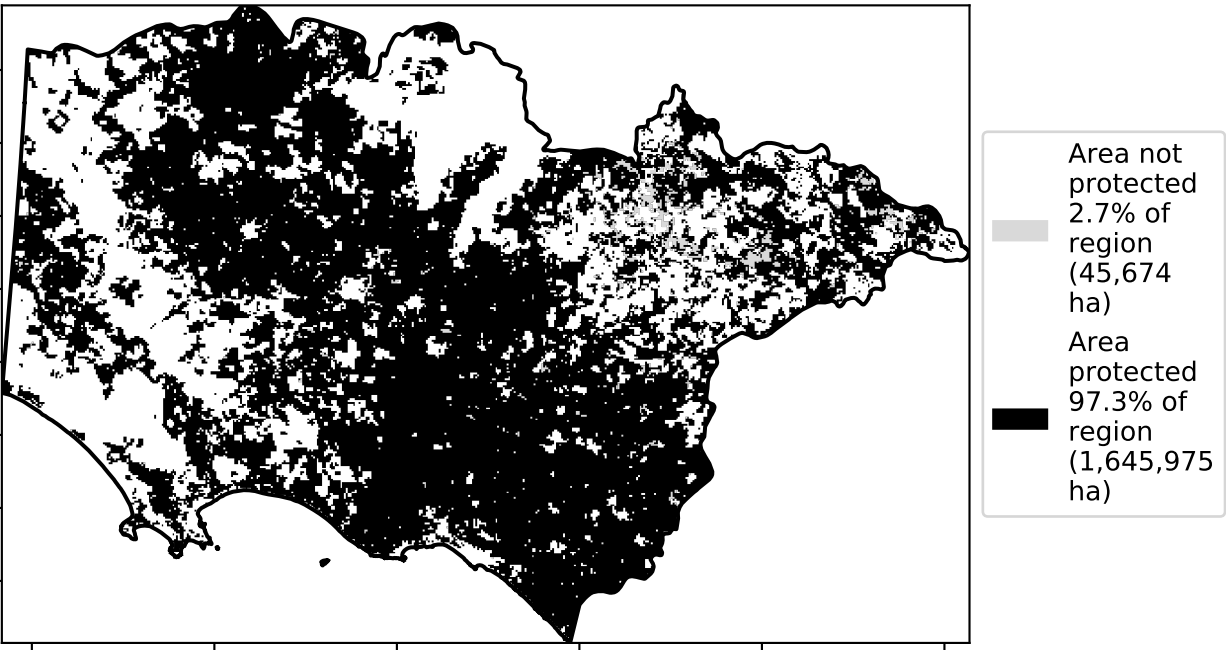 Area not
protected
2.7% of
region
(45,674
ha)
Area
protected
97.3% of
region
(1,645,975
ha)